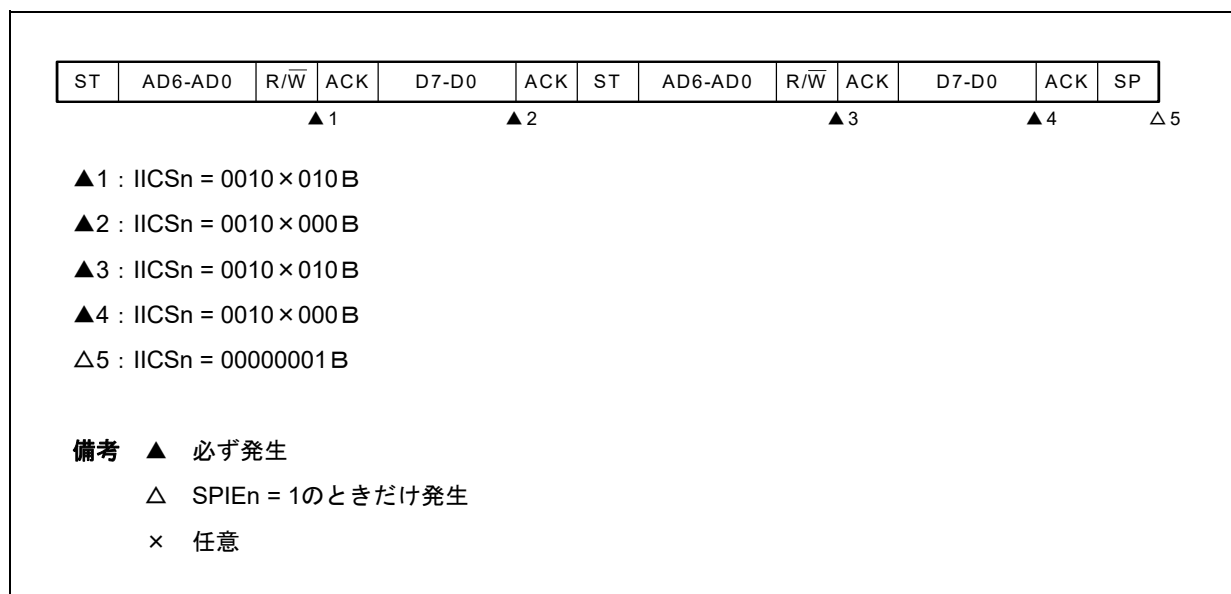 ST AD6-AD0 R/W̅ ACK D7-D0 ACK ST AD6-AD0 R/W̅ ACK D7-D0 ACK SP
▲1 ▲2 ▲3 ▲4 △5
▲1：IICSn = 0010×010B
▲2：IICSn = 0010×000B
▲3：IICSn = 0010×010B
▲4：IICSn = 0010×000B
△5：IICSn = 00000001B
備考 ▲ 必ず発生
△ SPIEn = 1のときだけ発生
× 任意